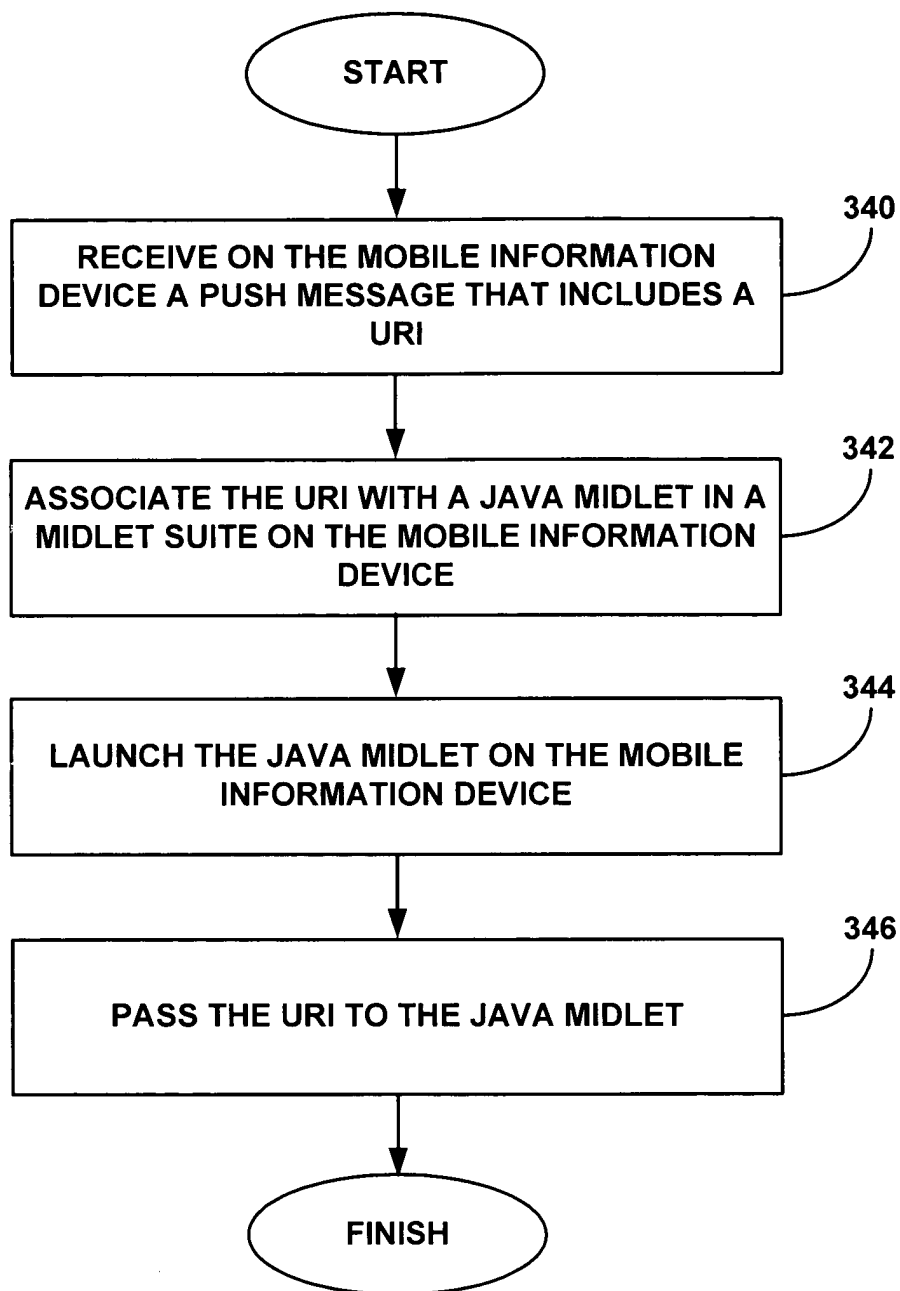 START
340
RECEIVE ON THE MOBILE INFORMATION
DEVICE A PUSH MESSAGE THAT INCLUDES A
URI
342
ASSOCIATE THE URI WITH A JAVA MIDLET IN A
MIDLET SUITE ON THE MOBILE INFORMATION
DEVICE
344
LAUNCH THE JAVA MIDLET ON THE MOBILE
INFORMATION DEVICE
346
PASS THE URI TO THE JAVA MIDLET
FINISH